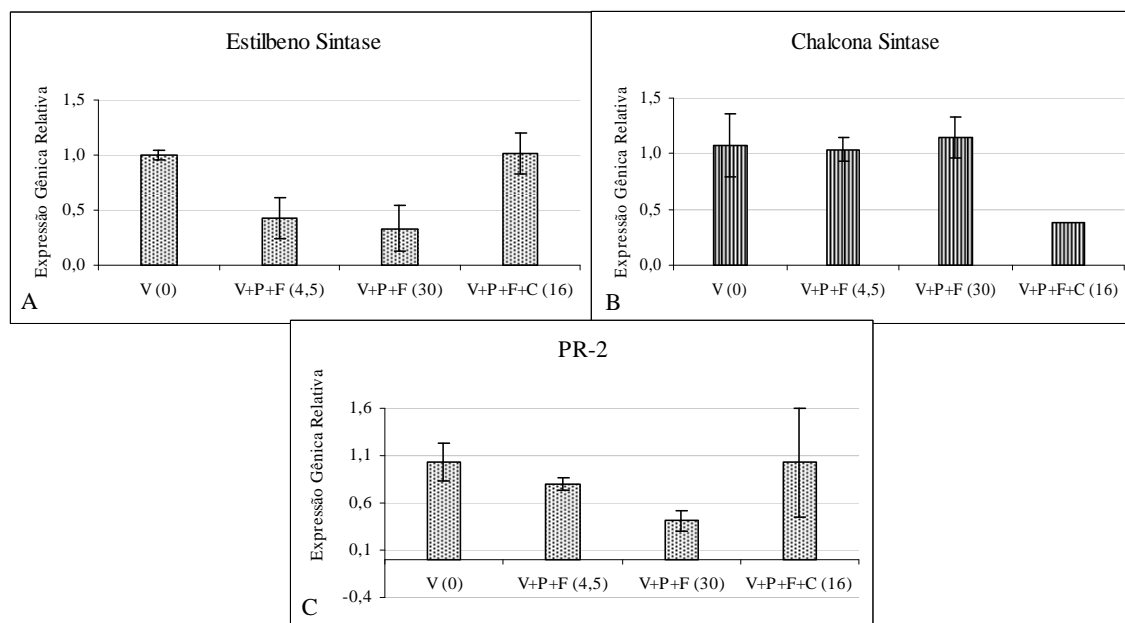 Estilbeno Sintase
Expressão Gênica Relativa
1,5
1,0
0,5
0,0
V (0) V+P+F (4,5) V+P+F (30) V+P+F+C (16)
A
Chalcona Sintase
Expressão Gênica Relativa
1,5
1,0
0,5
0,0
V (0) V+P+F (4,5) V+P+F (30) V+P+F+C (16)
B
PR-2
Expressão Gênica Relativa
1,6
1,1
0,6
0,1
-0,4
V (0) V+P+F (4,5) V+P+F (30) V+P+F+C (16)
C